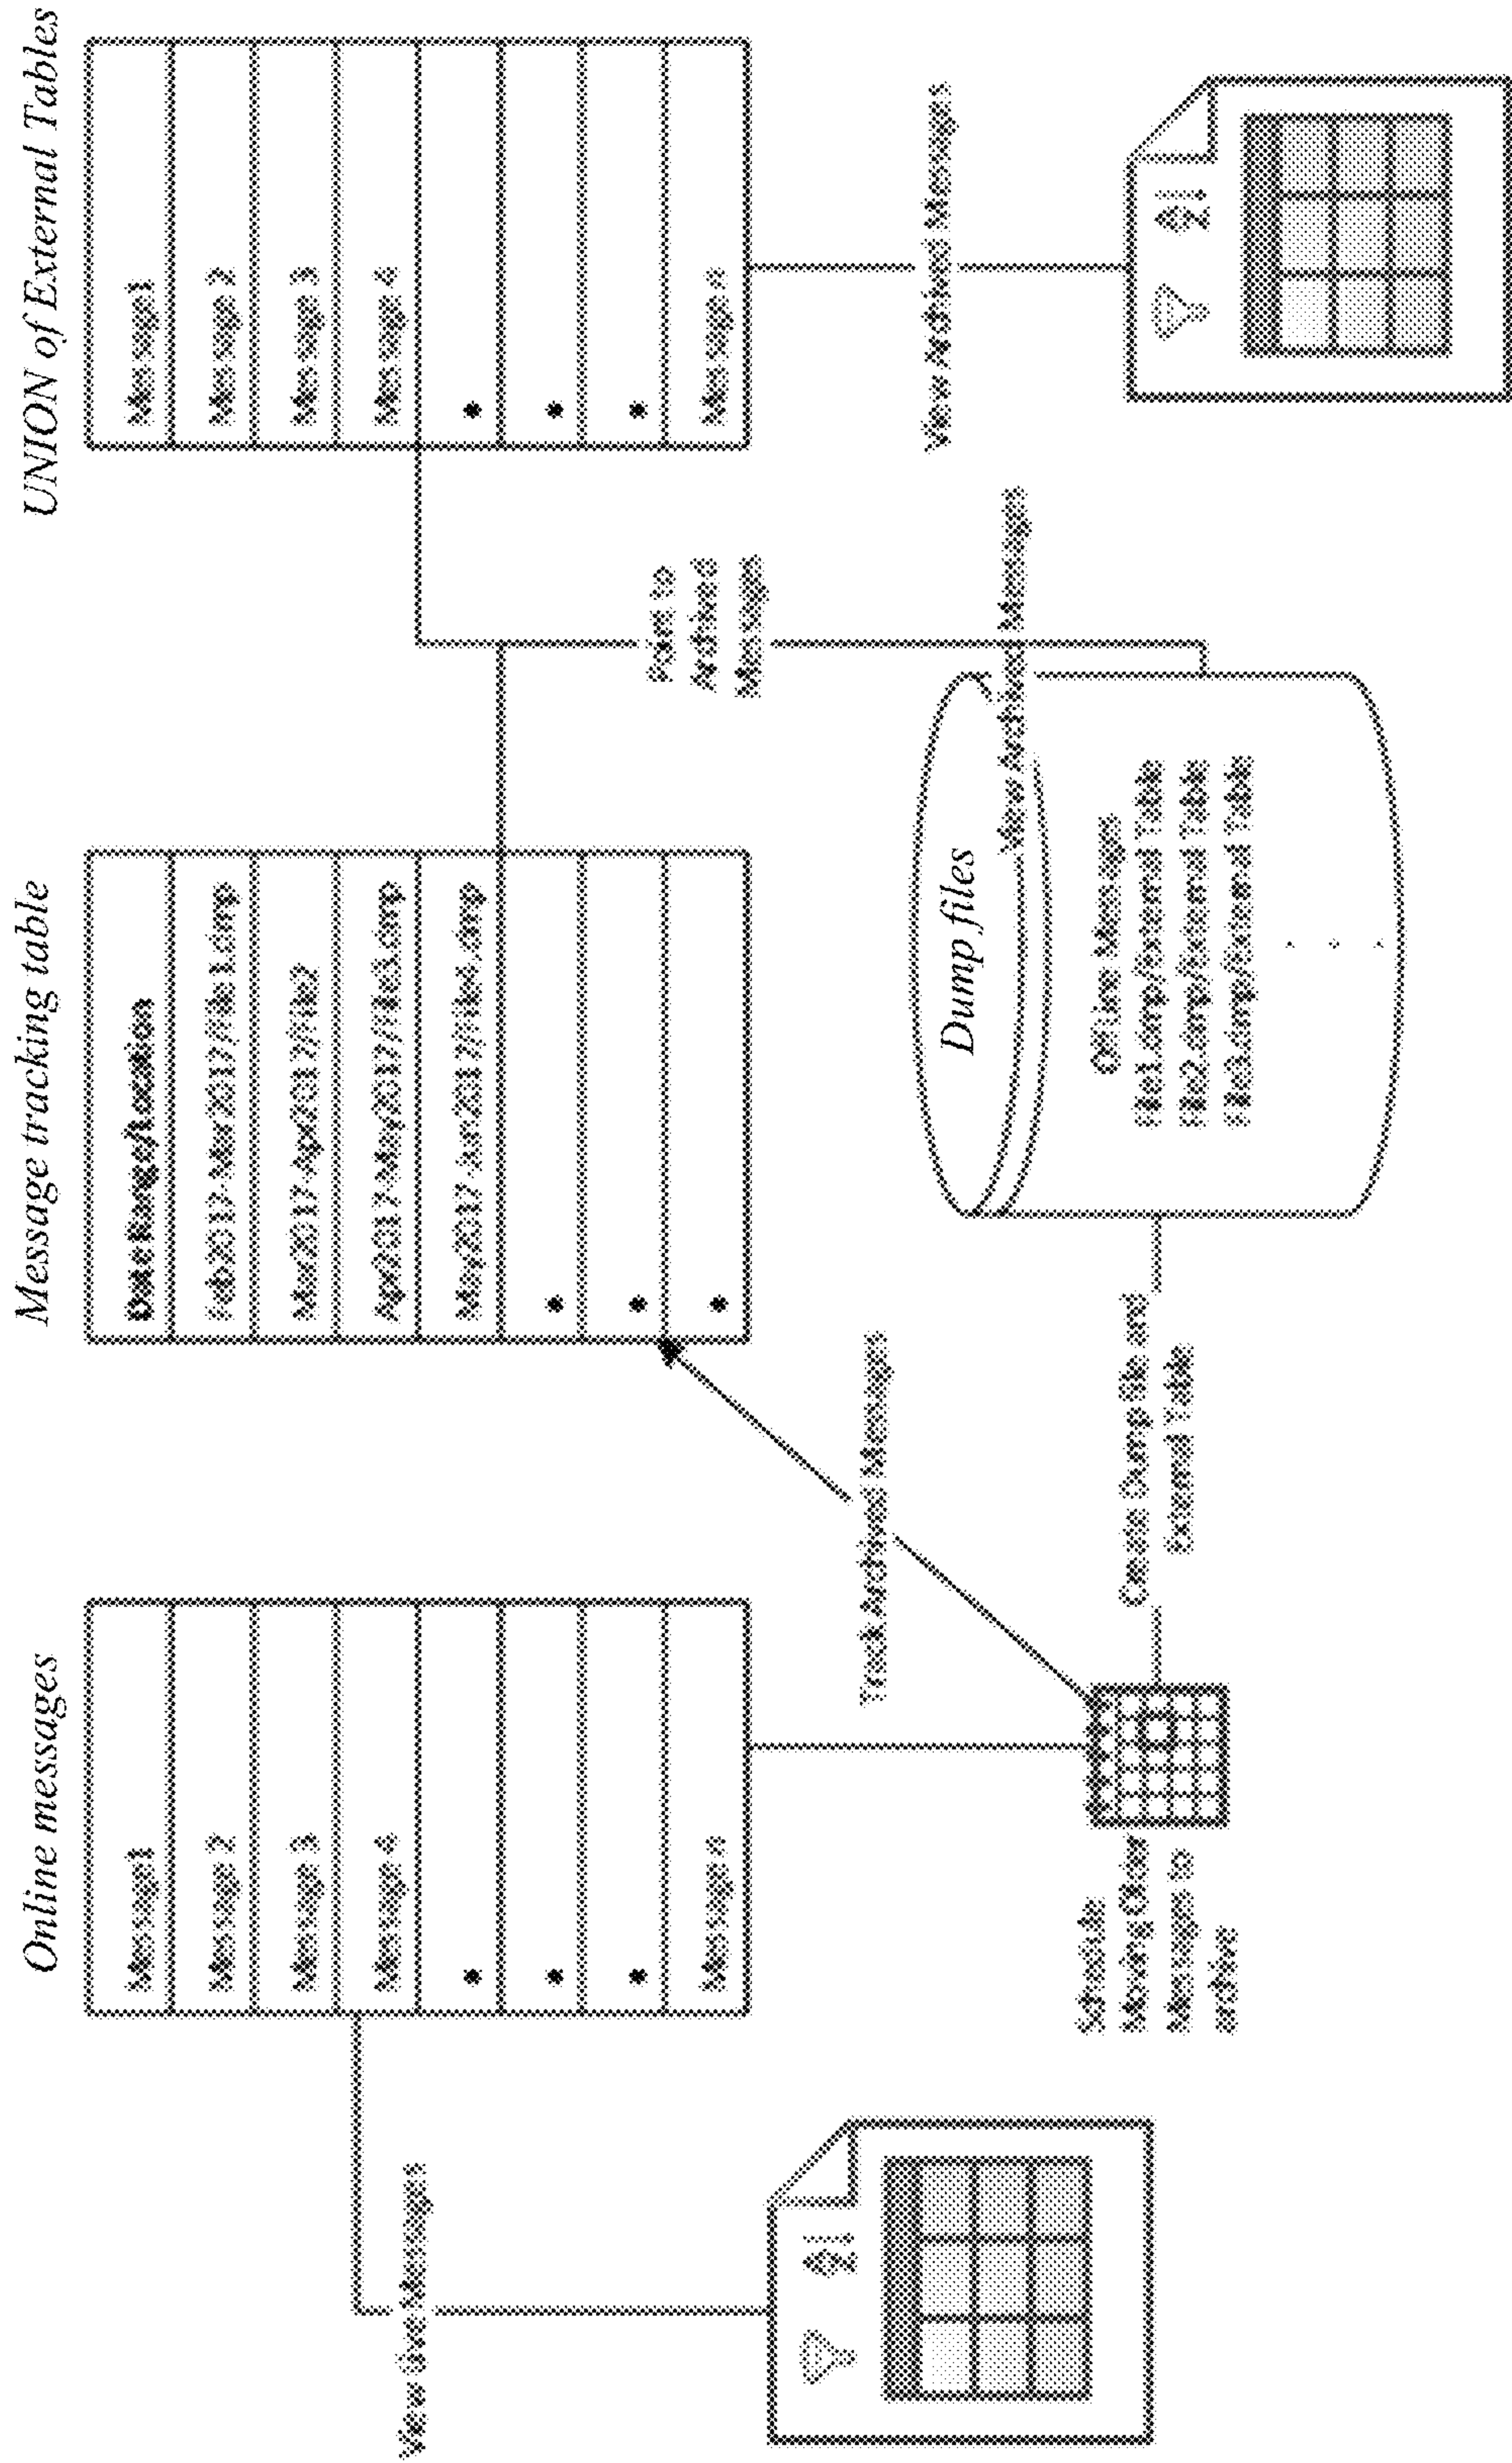 Online messages
Message 1
Message 2
Message 3
Message 4
Message n
Message tracking table
Date Range/Location
Feb2017-Mar2017/File1.dmp
Mar2017-Apr2017/File2
Apr2017-May2017/File3.dmp
May2017-Jun2017/File4.dmp
UNION of External Tables
Message 1
Message 2
Message 3
Message 4
Message n
View Live Messages
Schedule
Moving Older
Messages to
archive
Track Archived Messages
Create Dump file and
External Table
Dump files
Offline Messages
File1.dmp/External Table
File2.dmp/External Table
File3.dmp/External Table
Point to
Archived
Messages
View Archived Messages
View Archived Messages